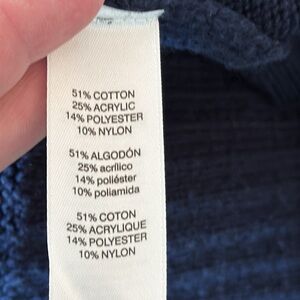 51% COTTON
25% ACRYLIC
14% POLYESTER
10% NYLON
51% ALGODÓN
25% acrílico
14% poliéster
10% poliamida
51% COTON
25% ACRYLIQUE
14% POLYESTER
10% NYLON